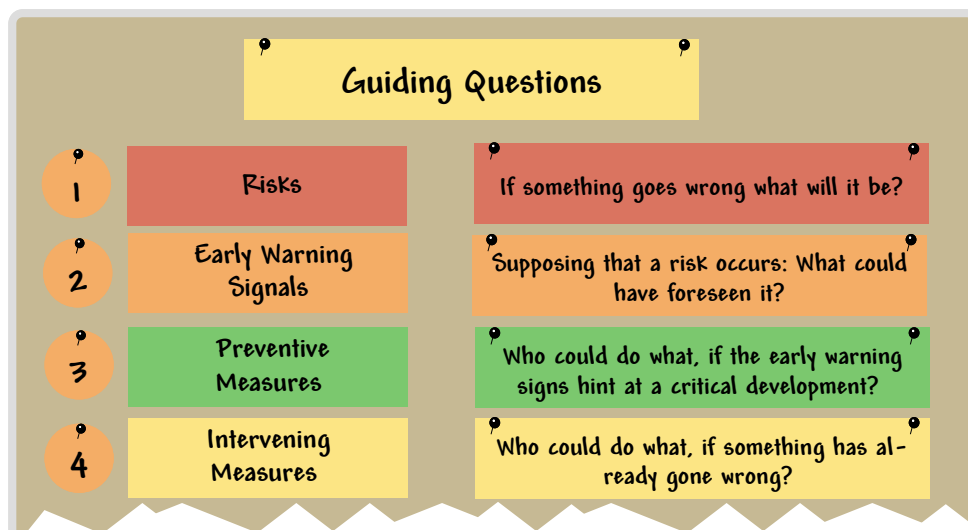 Guiding Questions
1
Risks
If something goes wrong what will it be?
2
Early Warning
Signals
Supposing that a risk occurs: What could
have foreseen it?
3
Preventive
Measures
Who could do what, if the early warning
signs hint at a critical development?
4
Intervening
Measures
Who could do what, if something has al-
ready gone wrong?